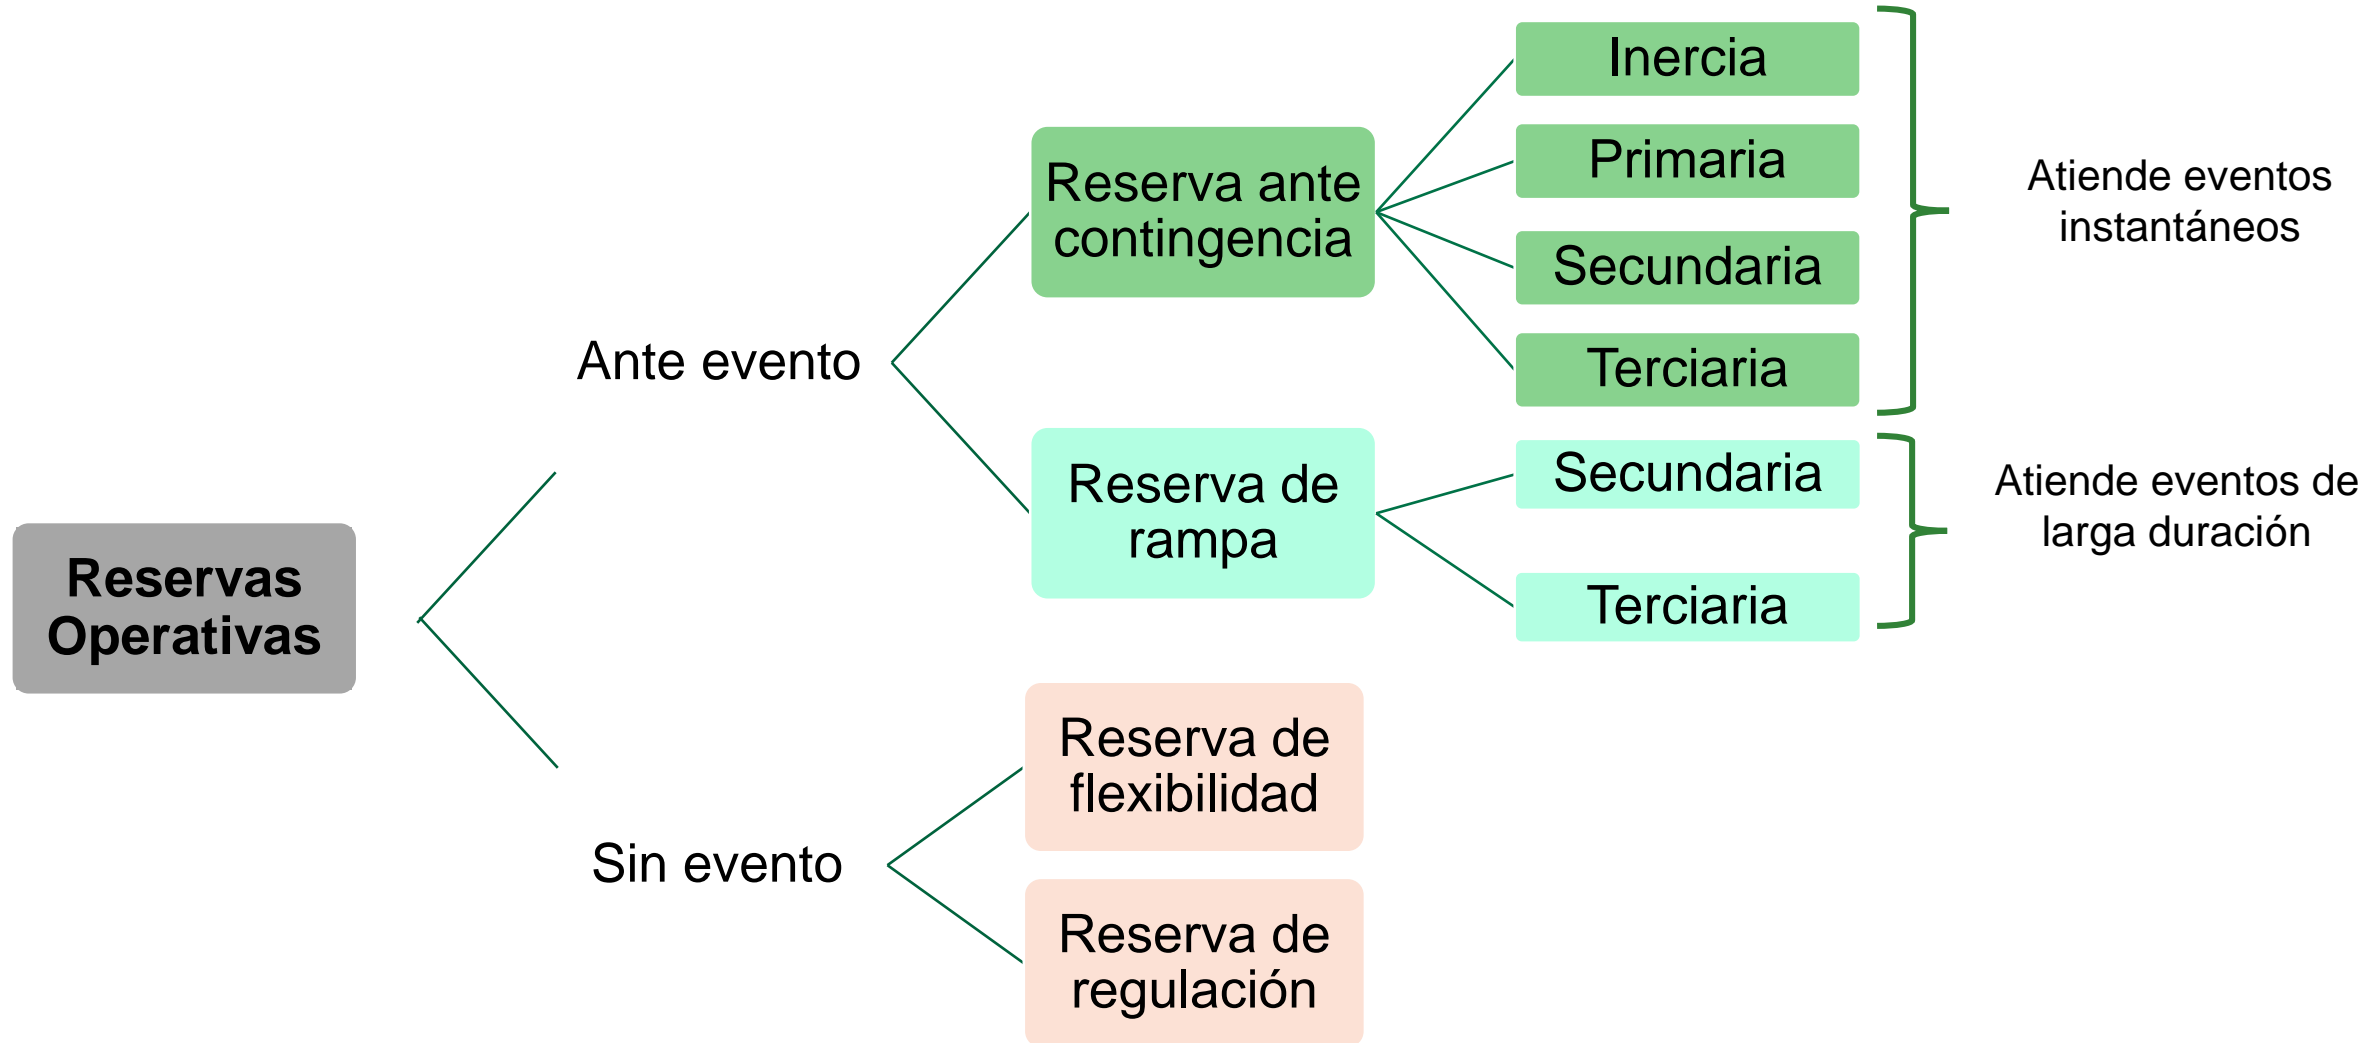 Reservas
Operativas
Ante evento
Reserva ante
contingencia
Inercia
Primaria
Secundaria
Terciaria
Atiende eventos
instantáneos
Reserva de
rampa
Secundaria
Terciaria
Atiende eventos de
larga duración
Sin evento
Reserva de
flexibilidad
Reserva de
regulación